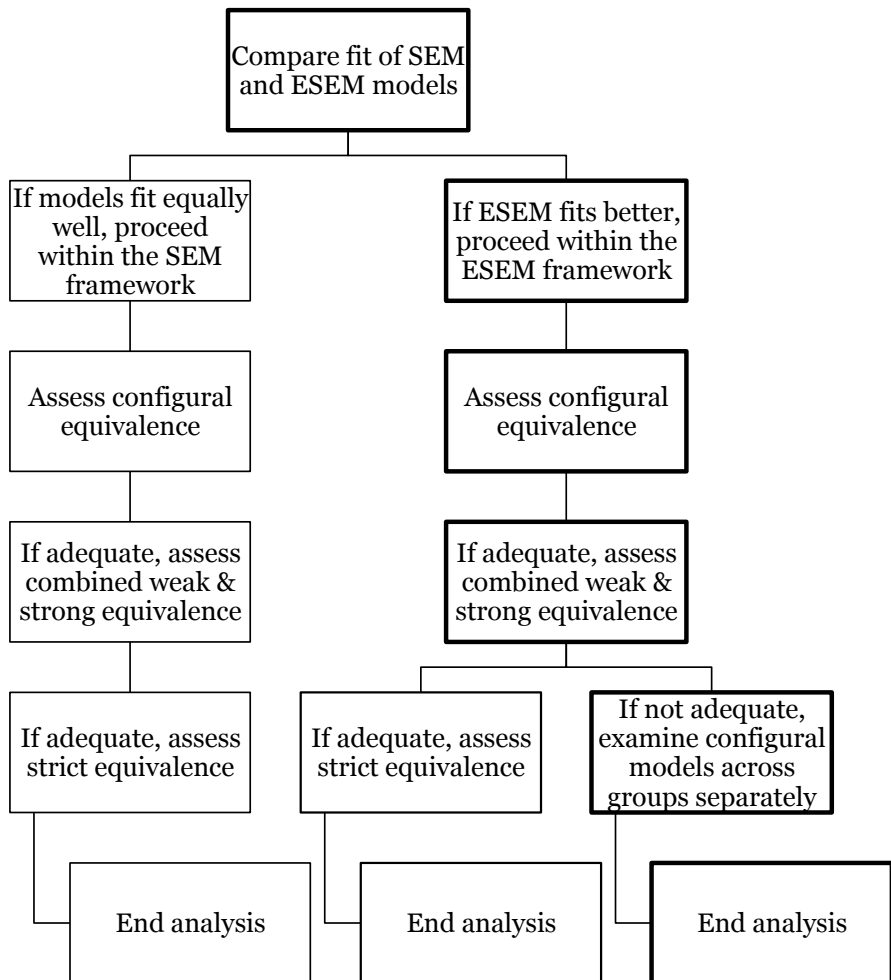 Compare fit of SEM
and ESEM models
If models fit equally
well, proceed
within the SEM
framework
If ESEM fits better,
proceed within the
ESEM framework
Assess configural
equivalence
Assess configural
equivalence
If adequate, assess
combined weak &
strong equivalence
If adequate, assess
combined weak &
strong equivalence
If adequate, assess
strict equivalence
If adequate, assess
strict equivalence
If not adequate,
examine configural
models across
groups separately
End analysis
End analysis
End analysis